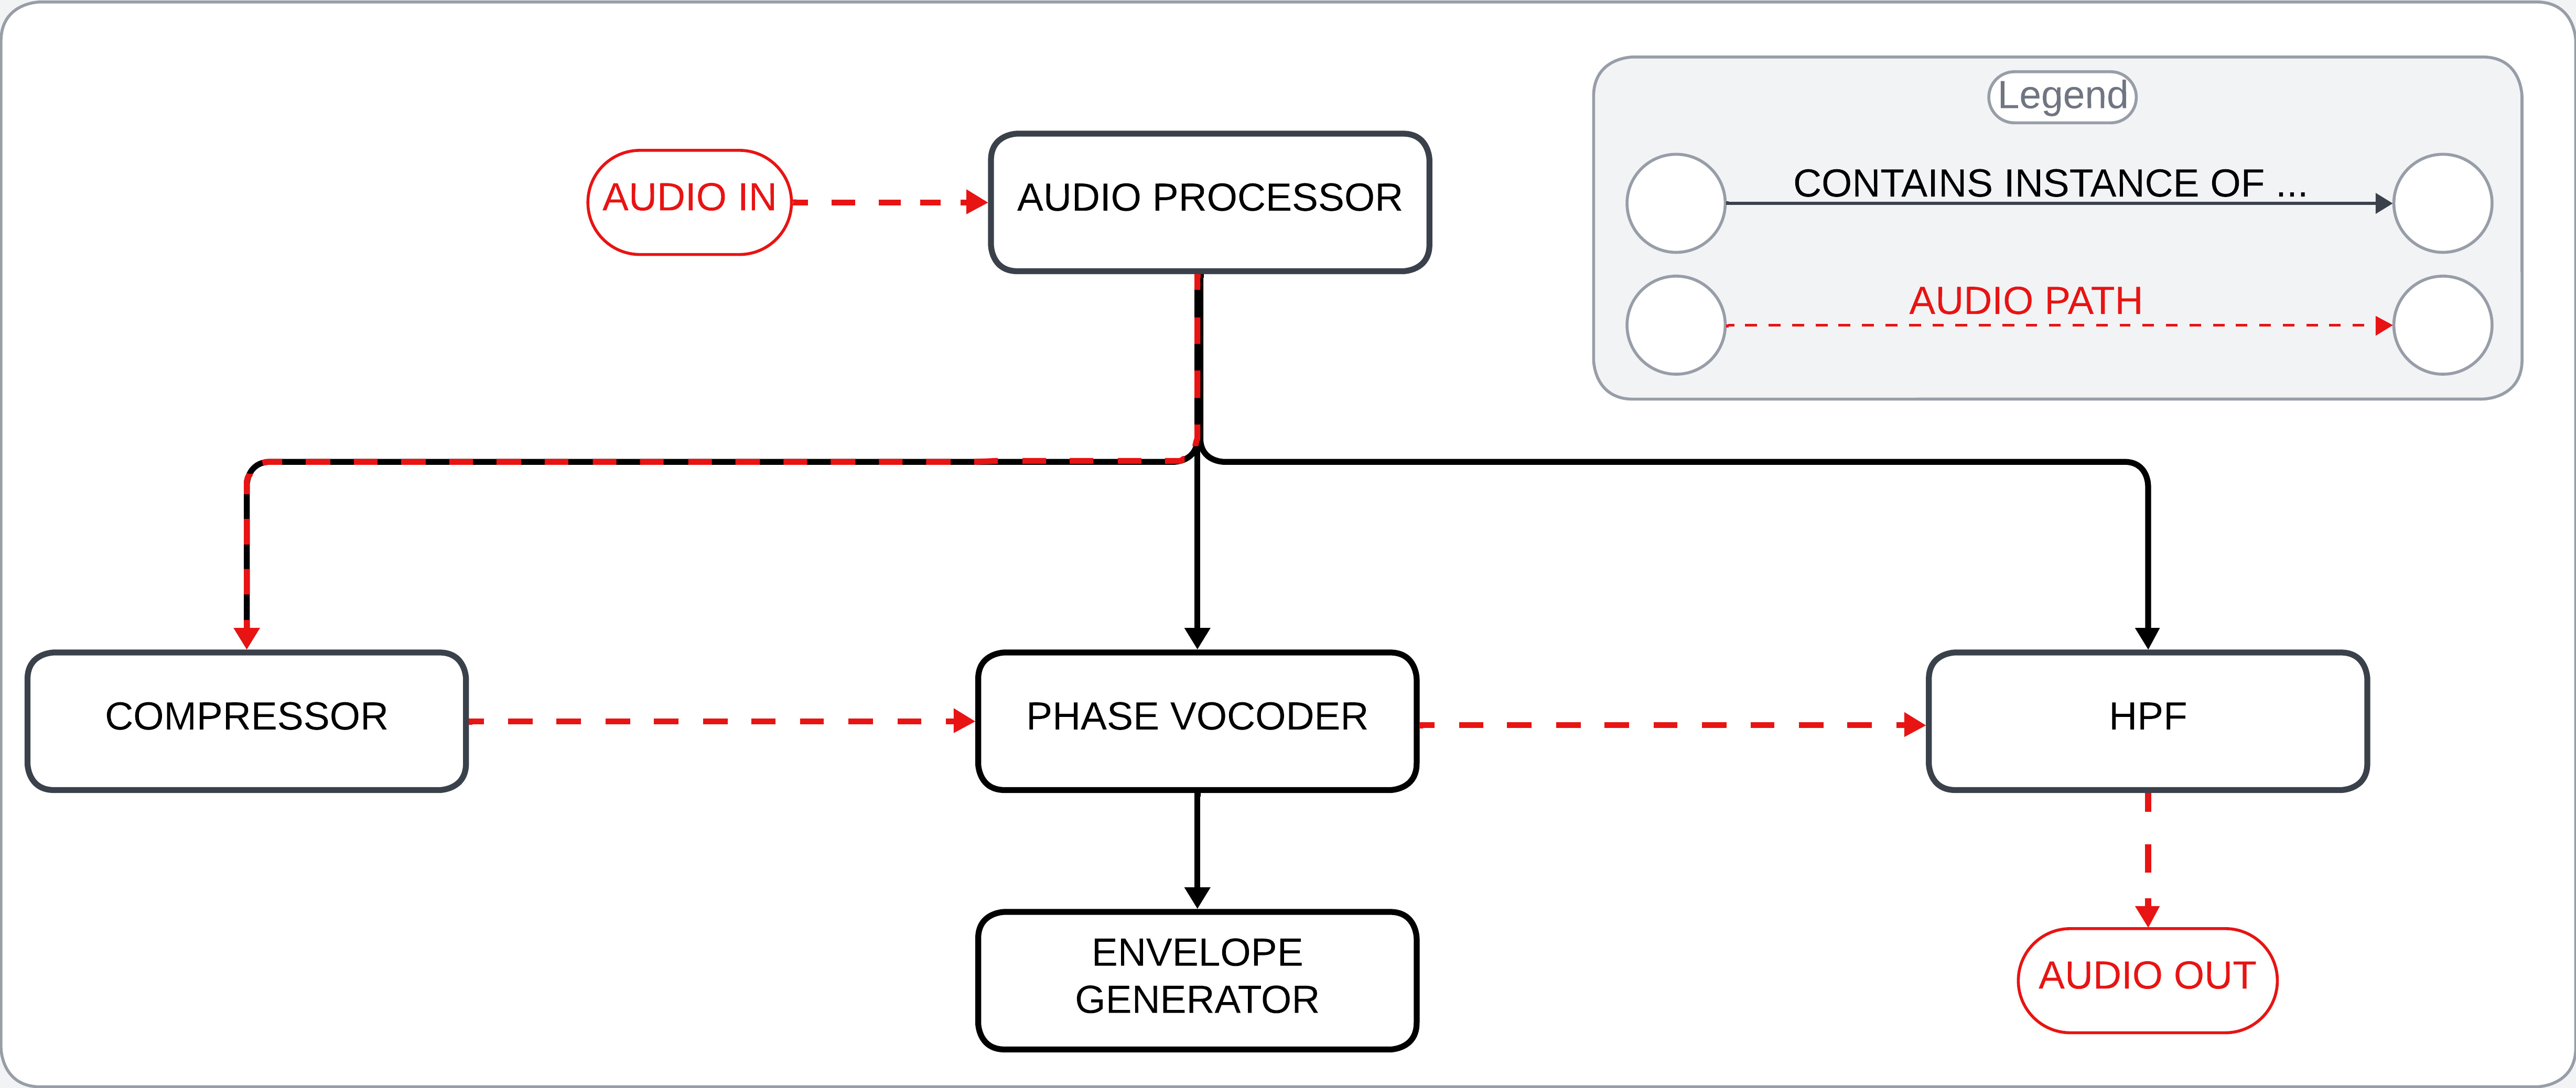 Legend
CONTAINS INSTANCE OF ...
AUDIO PATH
AUDIO IN
AUDIO PROCESSOR
COMPRESSOR
PHASE VOCODER
HPF
ENVELOPE
GENERATOR
AUDIO OUT